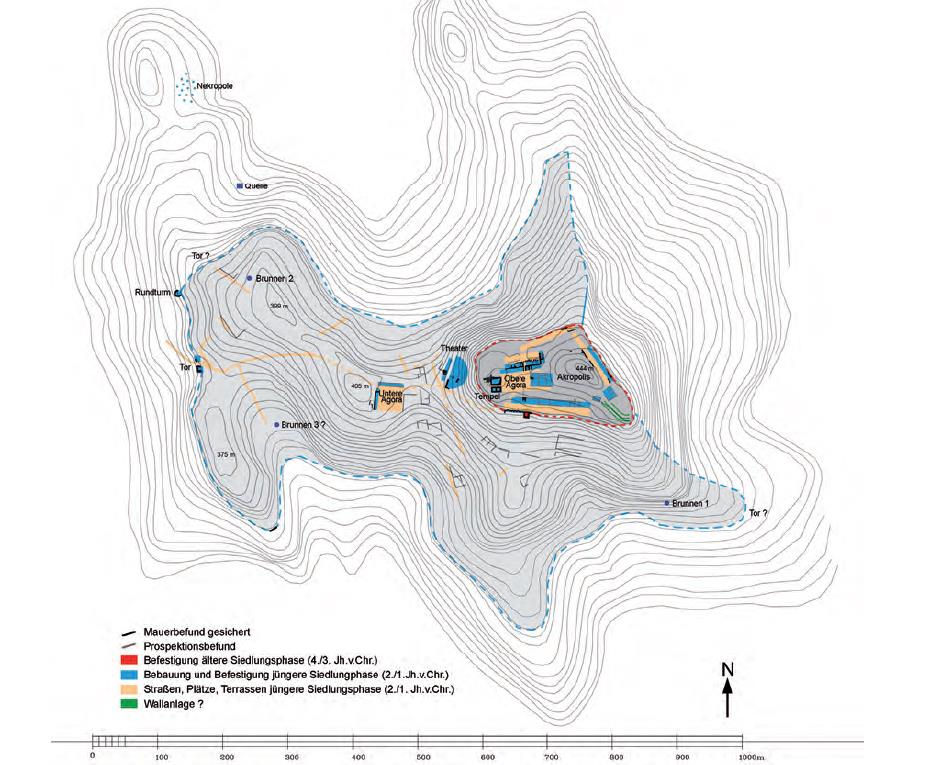 Nekropole
Quelle
Tor ?
Brunnen 2
Rundturm
399 m
Theater
Tor
444m
Akropolis
405 m
Obere
Agora
Untere
Agora
Tempel
Brunnen 3 ?
375 m
Brunnen 1
Tor ?
Mauerbefund gesichert
Prospektionsbefund
Befestigung ältere Siedlungsphase (4./3. Jh.v.Chr.)
Bebauung und Befestigung jüngere Siedlungphase (2./1.Jh.v.Chr.)
Straßen, Plätze, Terrassen jüngere Siedlungsphase (2./1. Jh.v.Chr.)
Wallanlage ?
N
0 100 200 300 400 500 600 700 800 900 1000m